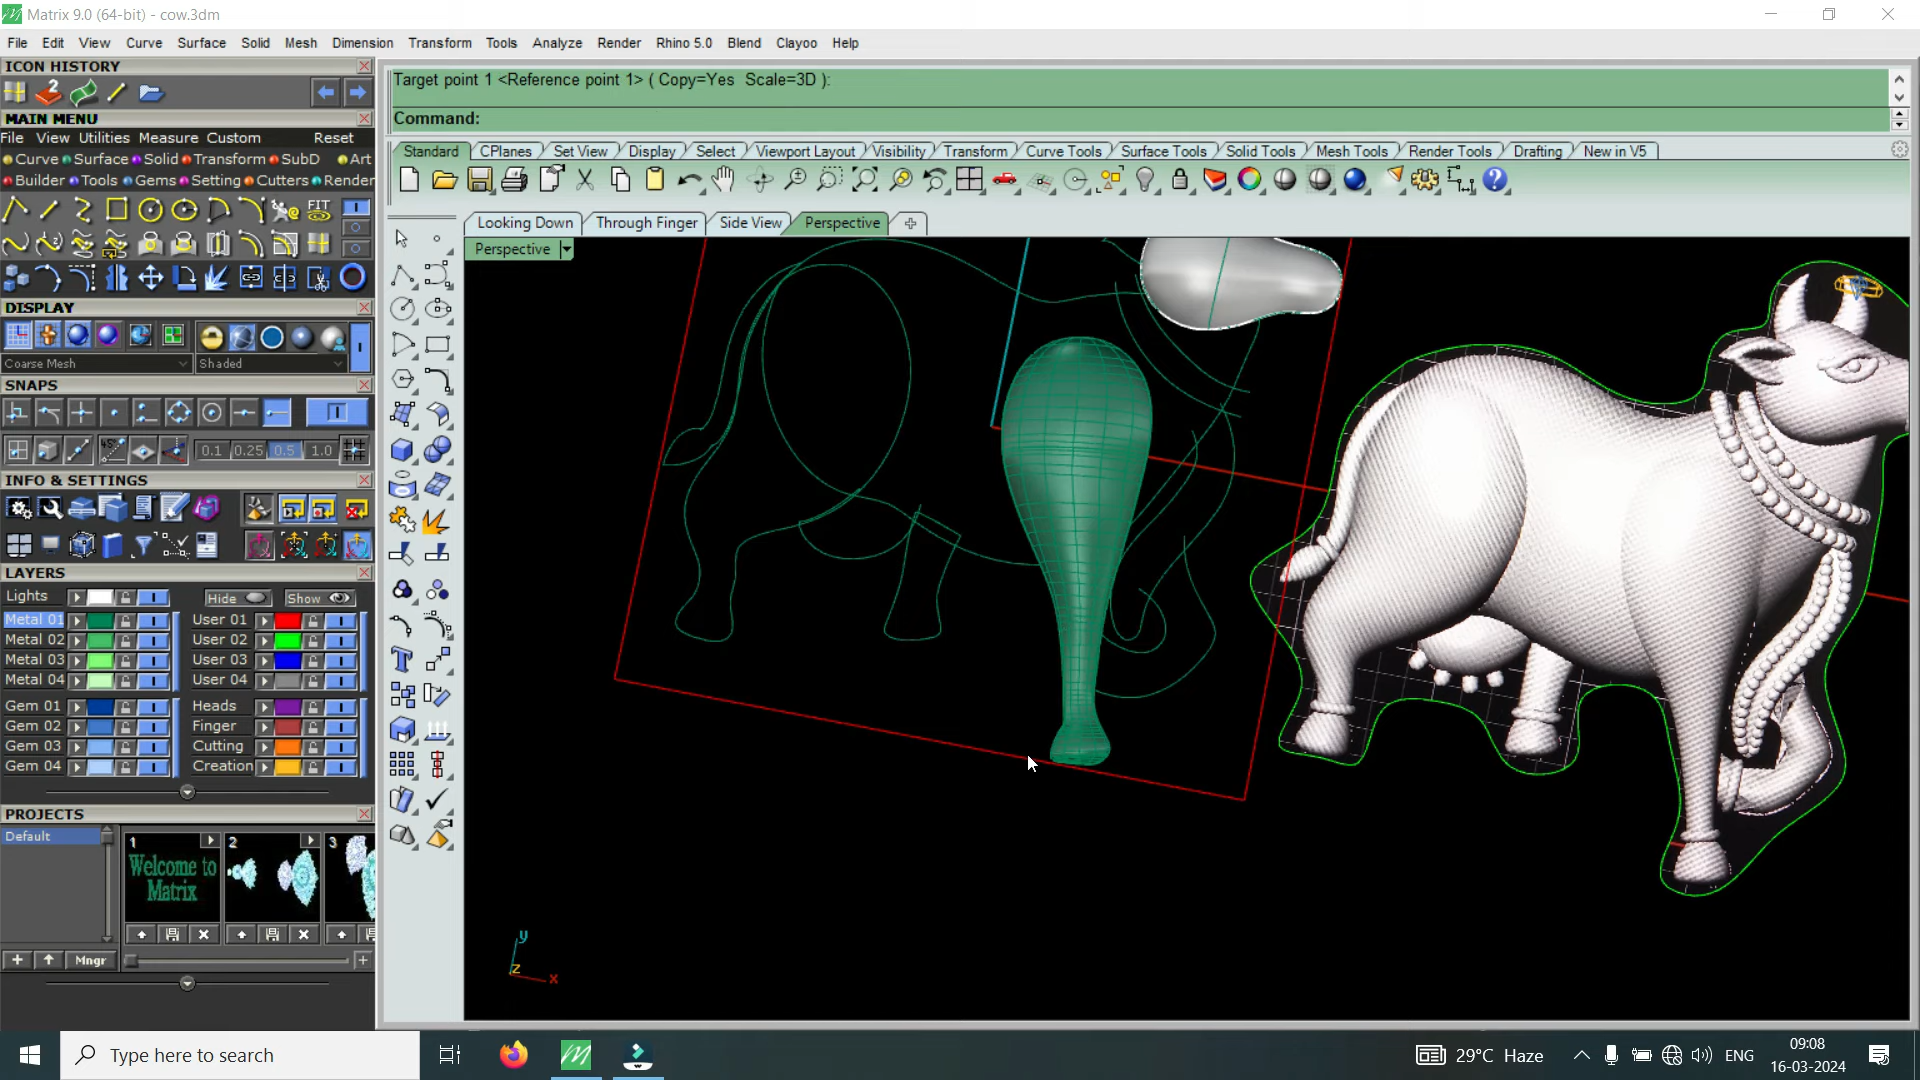 Matrix 9.0 (64-bit) - cow.3dm
File Edit View Curve Surface Solid Mesh Dimension Transform Tools Analyze Render Rhino 5.0 Blend Clayoo Help
ICON HISTORY
Target point 1 <Reference point 1> ( Copy=Yes Scale=3D ):
Command:
MAIN MENU
File View Utilities Measure Custom Reset
Curve Surface Solid Transform SubD Art
Builder Tools Gems Setting Cutters Render
Standard CPlanes Set View Display Select Viewport Layout Visibility Transform Curve Tools Surface Tools Solid Tools Mesh Tools Render Tools Drafting New in V5
FIT
Looking Down Through Finger Side View Perspective
Perspective
DISPLAY
Coarse Mesh Shaded
SNAPS
0.1 0.25 0.5 1.0
INFO & SETTINGS
LAYERS
Lights Hide Show
Metal 01 User 01
Metal 02 User 02
Metal 03 User 03
Metal 04 User 04
Gem 01 Heads
Gem 02 Finger
Gem 03 Cutting
Gem 04 Creation
PROJECTS
Default
1 2 3
Welcome to
Matrix
Mngr
y
z x
Type here to search
29°C Haze
ENG
09:08
16-03-2024